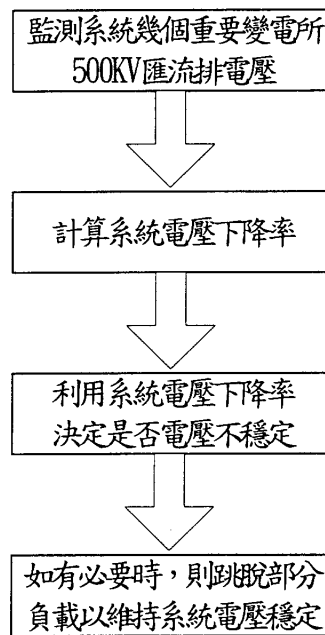 監測系統幾個重要變電所
500KV匯流排電壓
計算系統電壓下降率
利用系統電壓下降率
決定是否電壓不穩定
如有必要時，則跳脫部分
負載以維持系統電壓穩定